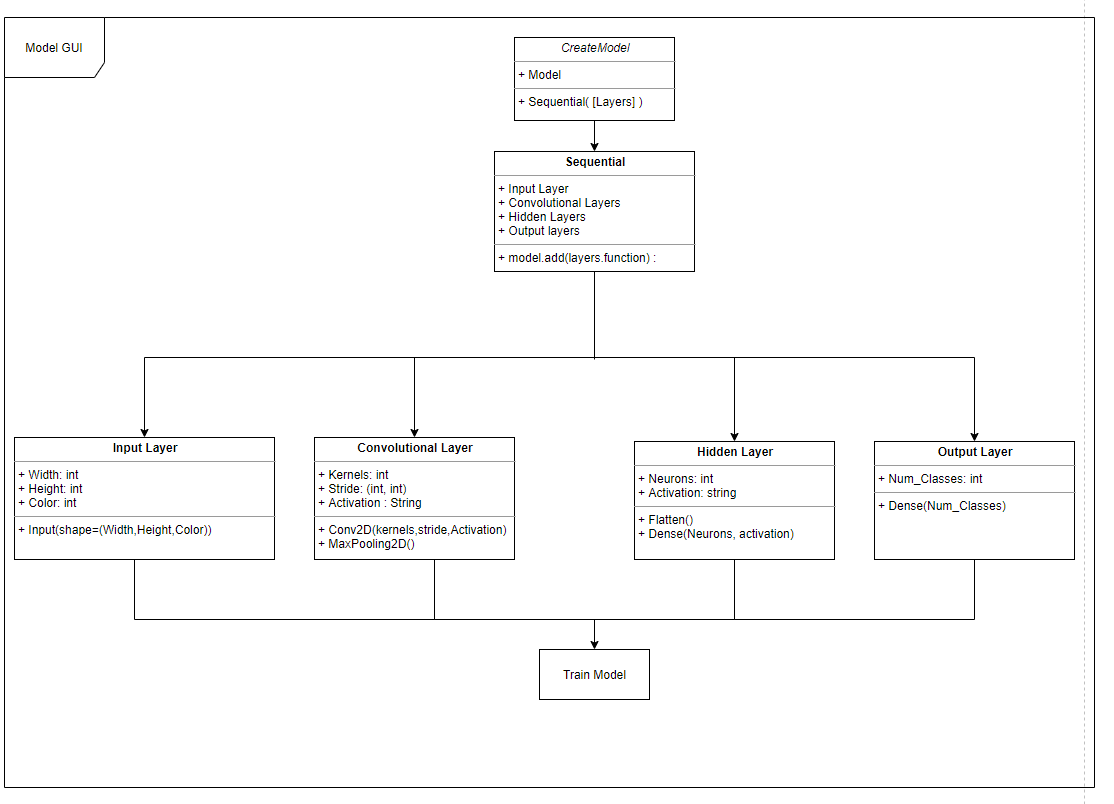 Model GUI
CreateModel
+ Model
+ Sequential( [Layers] )
Sequential
+ Input Layer
+ Convolutional Layers
+ Hidden Layers
+ Output layers
+ model.add(layers.function) :
Input Layer
+ Width: int
+ Height: int
+ Color: int
+ Input(shape=(Width,Height,Color))
Convolutional Layer
+ Kernels: int
+ Stride: (int, int)
+ Activation : String
+ Conv2D(kernels,stride,Activation)
+ MaxPooling2D()
Hidden Layer
+ Neurons: int
+ Activation: string
+ Flatten()
+ Dense(Neurons, activation)
Output Layer
+ Num_Classes: int
+ Dense(Num_Classes)
Train Model